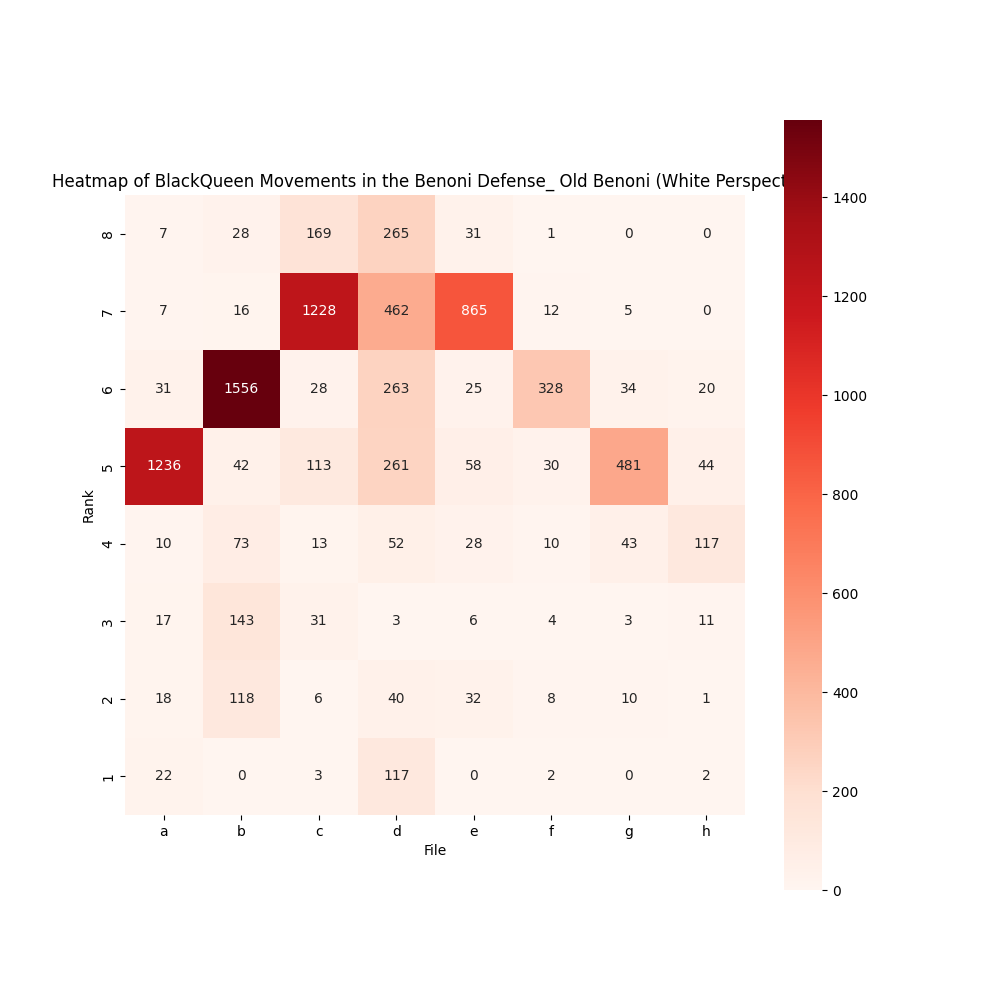 Heatmap of BlackQueen Movements in the Benoni Defense_ Old Benoni (White Perspect
8 7 28 169 265 31 1 0 0
7 7 16 1228 462 865 12 5 0
6 31 1556 28 263 25 328 34 20
5 1236 42 113 261 58 30 481 44
4 10 73 13 52 28 10 43 117
3 17 143 31 3 6 4 3 11
2 18 118 6 40 32 8 10 1
1 22 0 3 117 0 2 0 2
a b c d e f g h
File
Rank
1400
1200
1000
800
600
400
200
0